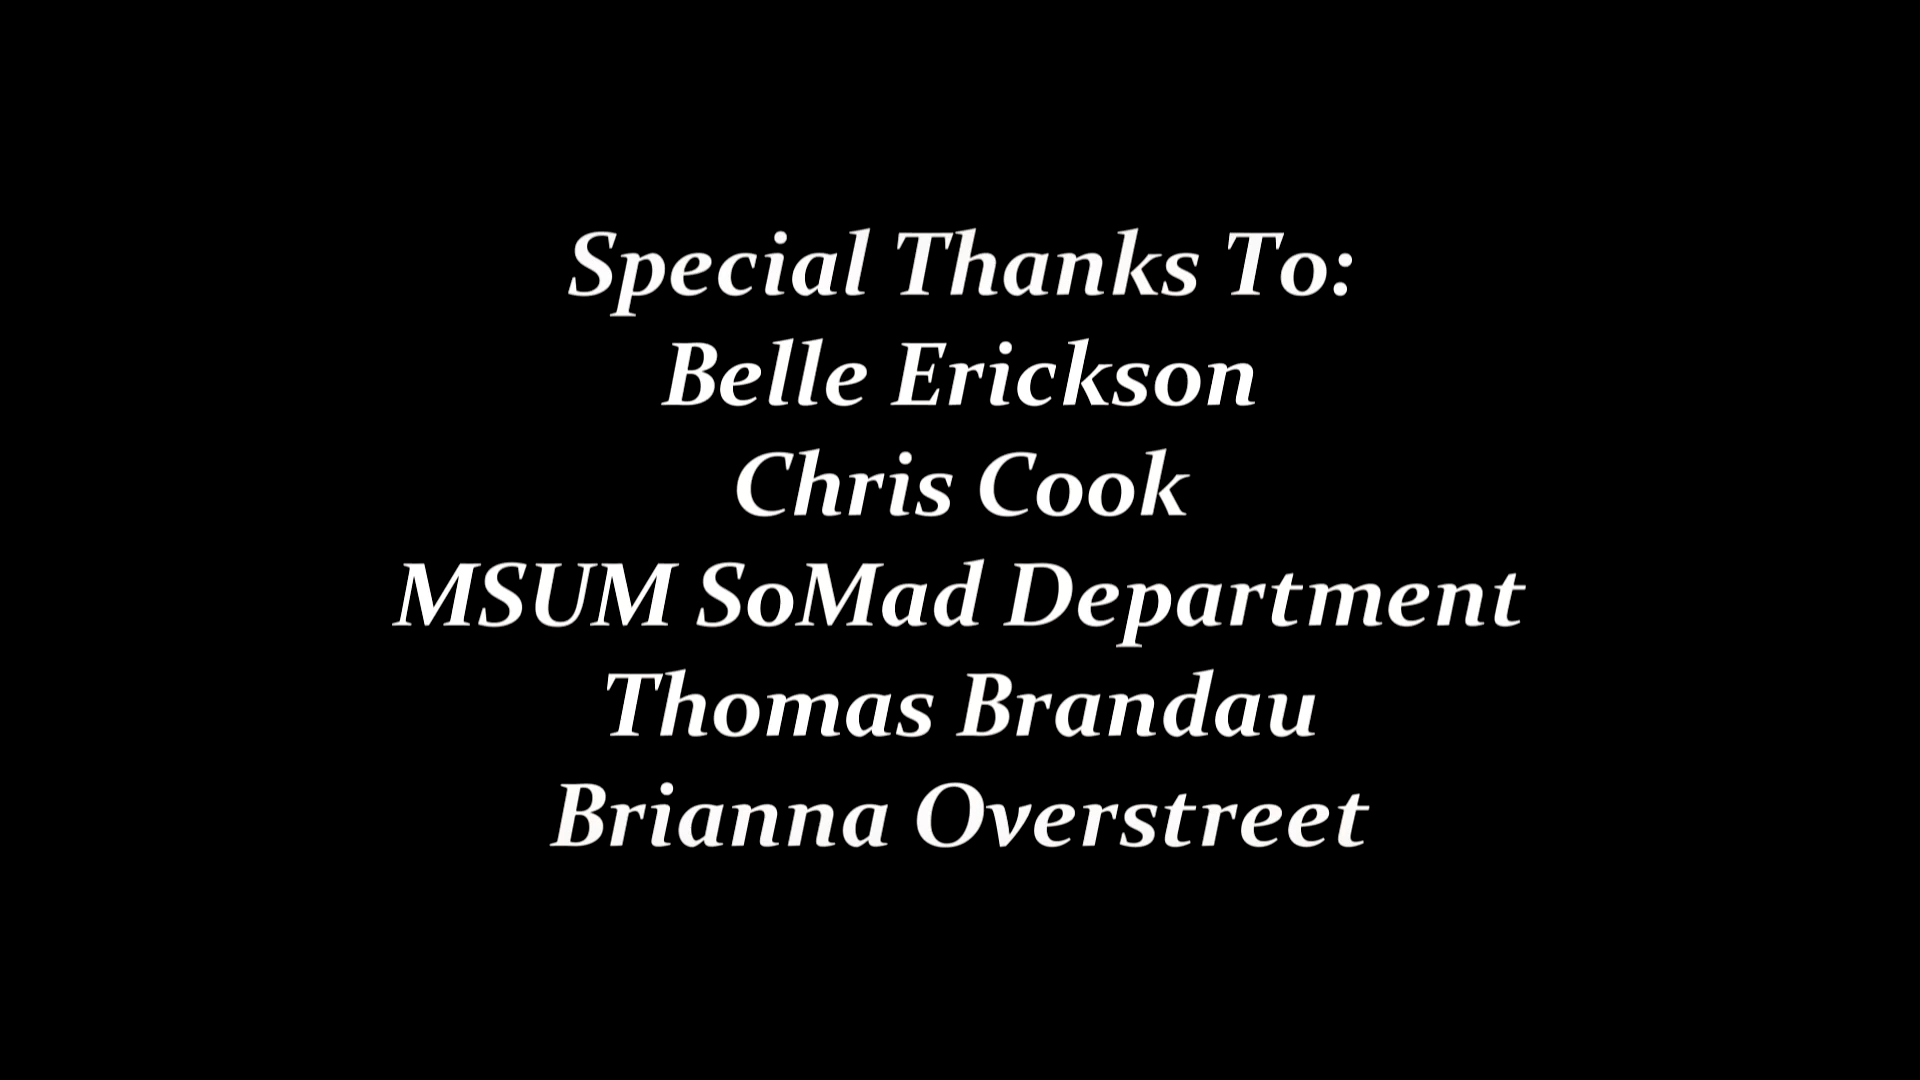 Special Thanks To:
Belle Erickson
Chris Cook
MSUM SoMad Department
Thomas Brandau
Brianna Overstreet